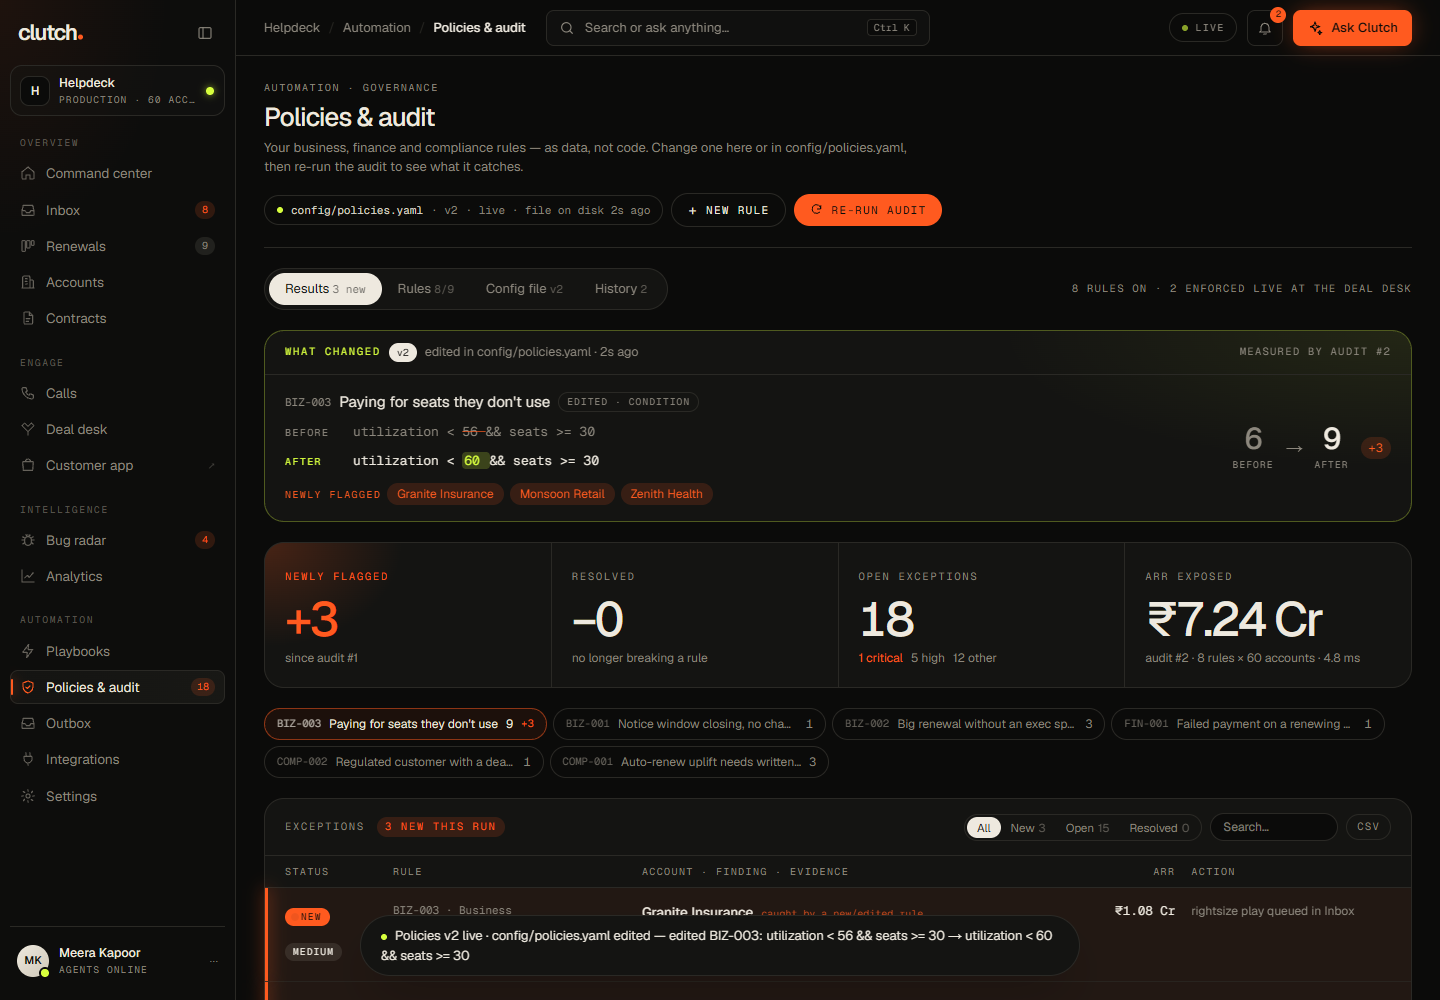 clutch.
Helpdeck / Automation / Policies & audit
Search or ask anything...
Ctrl K
LIVE
2
Ask Clutch
H
Helpdeck
PRODUCTION · 60 ACC…
OVERVIEW
Command center
Inbox 8
Renewals 9
Accounts
Contracts
ENGAGE
Calls
Deal desk
Customer app
INTELLIGENCE
Bug radar 4
Analytics
AUTOMATION
Playbooks
Policies & audit 18
Outbox
Integrations
Settings
MK
Meera Kapoor
AGENTS ONLINE
...
AUTOMATION · GOVERNANCE
Policies & audit
Your business, finance and compliance rules — as data, not code. Change one here or in config/policies.yaml,
then re-run the audit to see what it catches.
config/policies.yaml · v2 · live · file on disk 2s ago
+ NEW RULE
RE-RUN AUDIT
Results 3 new
Rules 8/9
Config file v2
History 2
8 RULES ON · 2 ENFORCED LIVE AT THE DEAL DESK
WHAT CHANGED v2 edited in config/policies.yaml · 2s ago
MEASURED BY AUDIT #2
BIZ-003 Paying for seats they don't use EDITED · CONDITION
BEFORE utilization < 56 && seats >= 30
AFTER utilization < 60 && seats >= 30
NEWLY FLAGGED Granite Insurance Monsoon Retail Zenith Health
6 → 9 +3
BEFORE AFTER
NEWLY FLAGGED
+3
since audit #1
RESOLVED
−0
no longer breaking a rule
OPEN EXCEPTIONS
18
1 critical 5 high 12 other
ARR EXPOSED
₹7.24 Cr
audit #2 · 8 rules × 60 accounts · 4.8 ms
BIZ-003 Paying for seats they don't use 9 +3
BIZ-001 Notice window closing, no cha… 1
BIZ-002 Big renewal without an exec sp… 3
FIN-001 Failed payment on a renewing … 1
COMP-002 Regulated customer with a dea… 1
COMP-001 Auto-renew uplift needs written… 3
EXCEPTIONS 3 NEW THIS RUN
All New 3 Open 15 Resolved 0
Search…
CSV
STATUS RULE ACCOUNT · FINDING · EVIDENCE ARR ACTION
NEW
MEDIUM
BIZ-003 · Business
Granite Insurance caught by a new/edited rule
₹1.08 Cr
rightsize play queued in Inbox
Policies v2 live · config/policies.yaml edited — edited BIZ-003: utilization < 56 && seats >= 30 → utilization < 60
&& seats >= 30